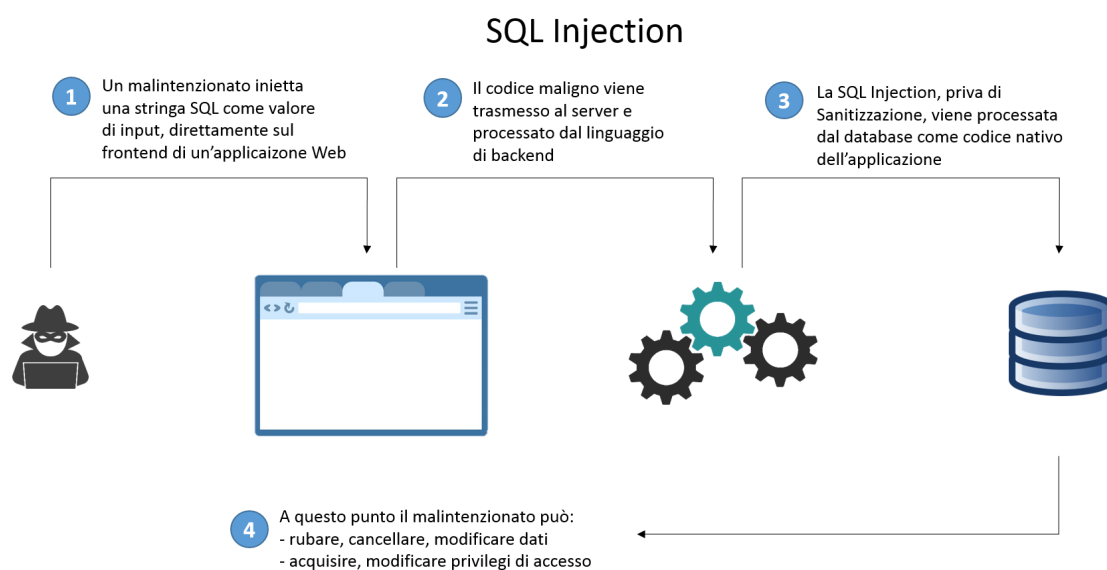 SQL Injection
1
Un malintenzionato inietta
una stringa SQL come valore
di input, direttamente sul
frontend di un'applicaizone Web
2
Il codice maligno viene
trasmesso al server e
processato dal linguaggio
di backend
3
La SQL Injection, priva di
Sanitizzazione, viene processata
dal database come codice nativo
dell'applicazione
4
A questo punto il malintenzionato può:
- rubare, cancellare, modificare dati
- acquisire, modificare privilegi di accesso